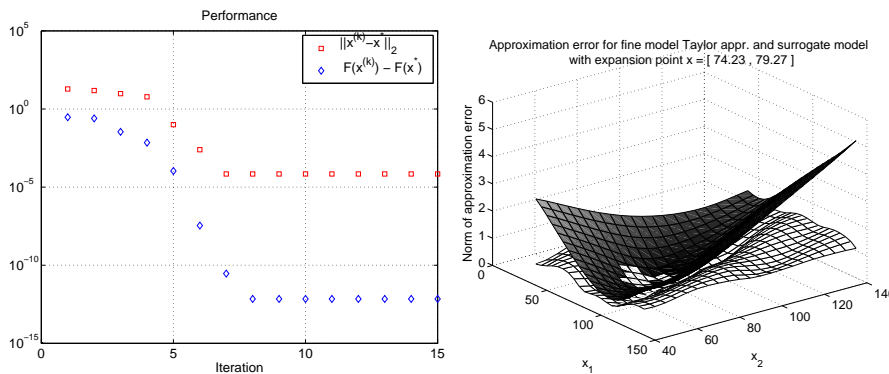 Performance
10^5
10^0
10^-5
10^-10
10^-15
0
5
10
15
Iteration
||x^(k)-x^*||_2
F(x^(k)) - F(x^*)
Approximation error for fine model Taylor appr. and surrogate model
with expansion point x = [ 74.23 , 79.27 ]
Norm of approximation error
6
5
4
3
2
1
0
0
50
100
150
x_1
40
60
80
100
120
140
x_2